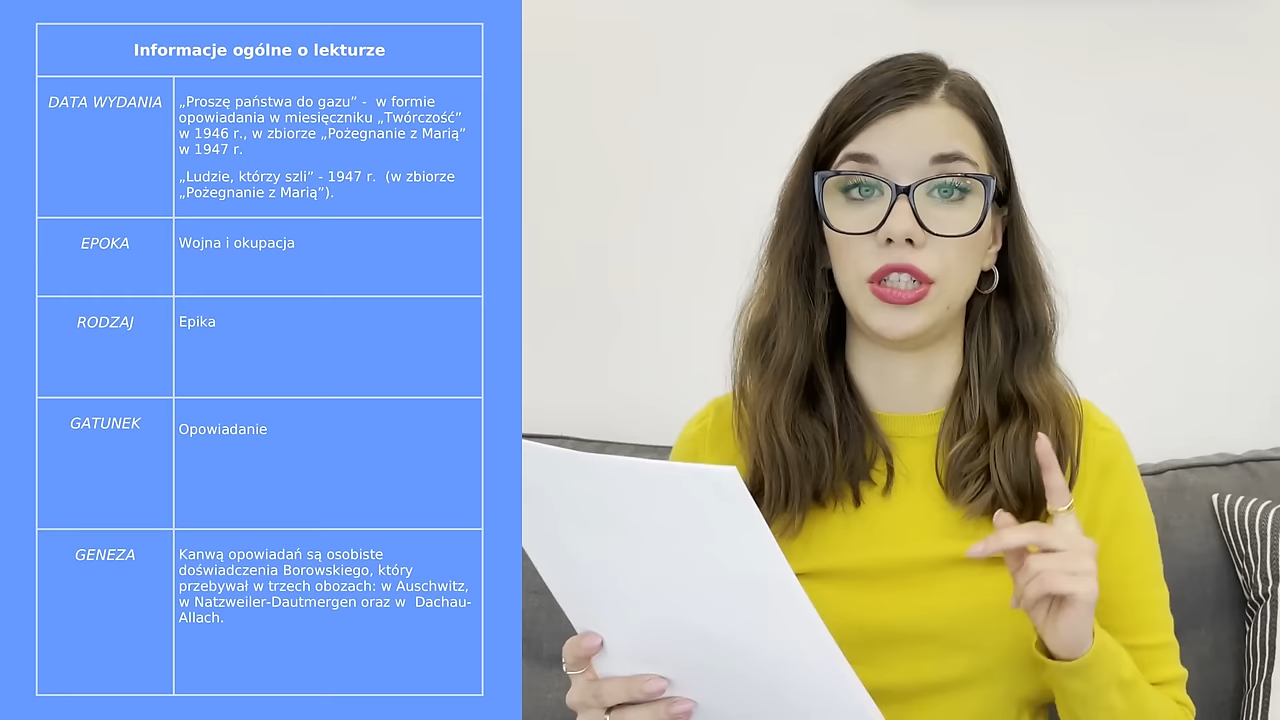 Informacje ogólne o lekturze
DATA WYDANIA
„Proszę państwa do gazu” - w formie
opowiadania w miesięczniku „Twórczość”
w 1946 r., w zbiorze „Pożegnanie z Marią”
w 1947 r.
„Ludzie, którzy szli” - 1947 r. (w zbiorze
„Pożegnanie z Marią”).
EPOKA
Wojna i okupacja
RODZAJ
Epika
GATUNEK
Opowiadanie
GENEZA
Kanwą opowiadań są osobiste
doświadczenia Borowskiego, który
przebywał w trzech obozach: w Auschwitz,
w Natzweiler-Dautmergen oraz w Dachau-
Allach.